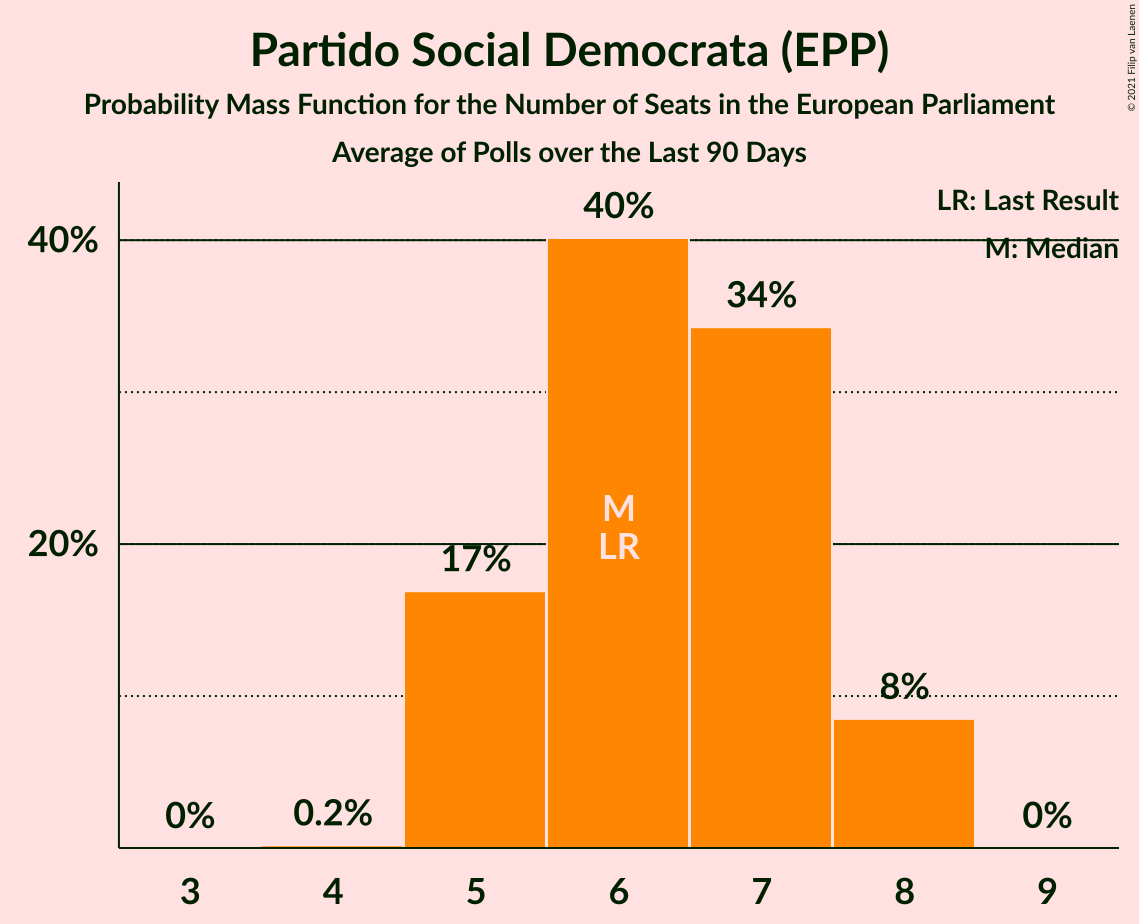 Partido Social Democrata (EPP)
Probability Mass Function for the Number of Seats in the European Parliament
Average of Polls over the Last 90 Days
© 2021 Filip van Laenen
LR: Last Result
M: Median
40%
20%
0%
0.2%
17%
40%
34%
8%
0%
M
LR
3 4 5 6 7 8 9